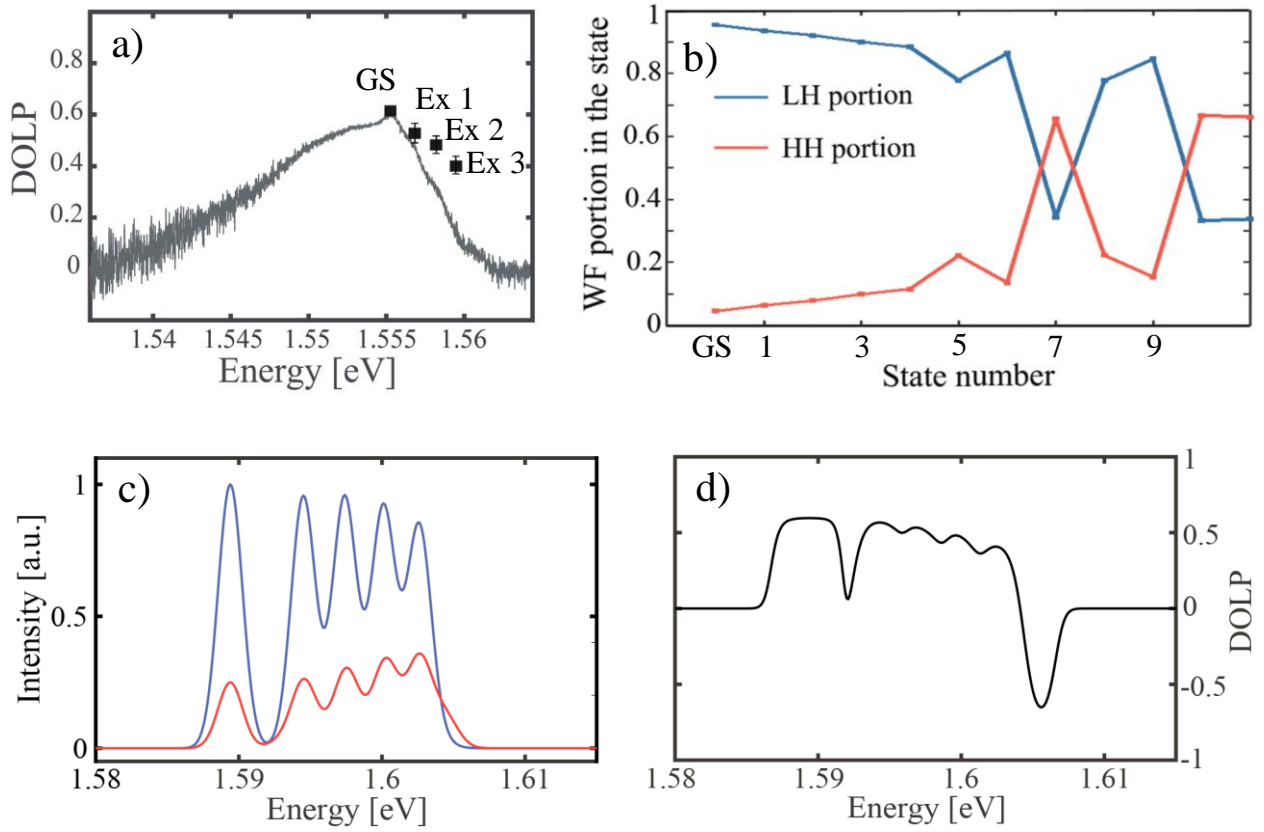 a)
0.8
0.6
0.4
0.2
0
DOLP
GS
Ex 1
Ex 2
Ex 3
1.54
1.545
1.55
1.555
1.56
Energy [eV]
b)
1
0.8
0.6
0.4
0.2
0
WF portion in the state
LH portion
HH portion
GS
1
3
5
7
9
State number
c)
1
0.5
0
Intensity [a.u.]
1.58
1.59
1.6
1.61
Energy [eV]
d)
1
0.5
0
-0.5
-1
DOLP
1.58
1.59
1.6
1.61
Energy [eV]